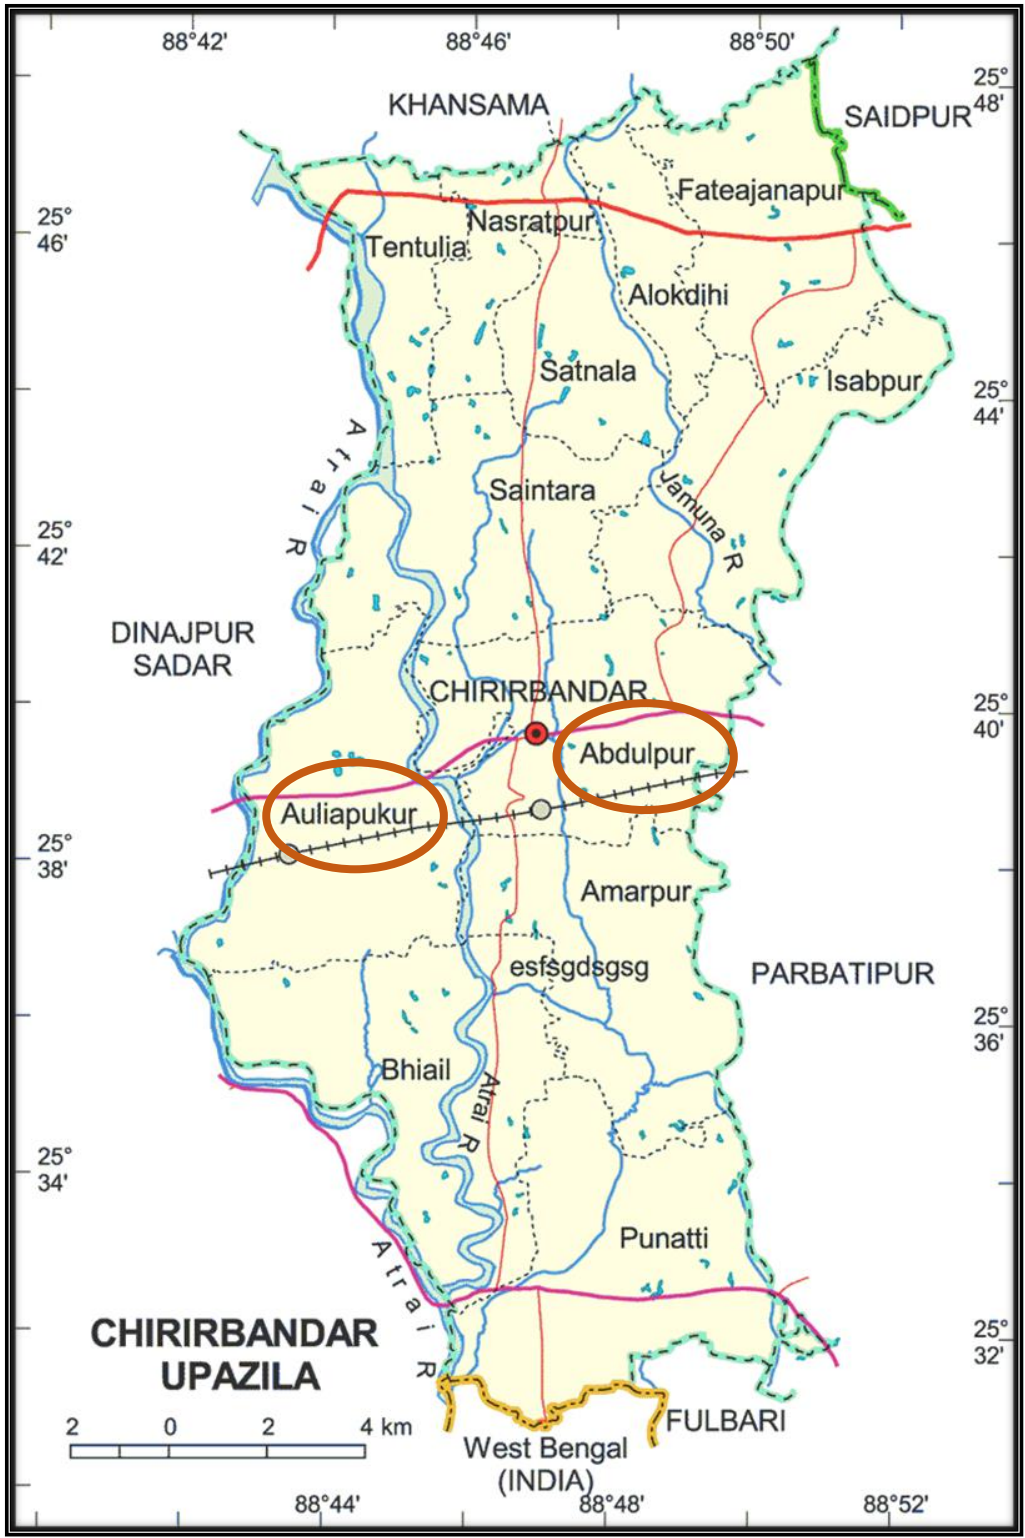 88°42'
88°46'
88°50'
25°
48'
KHANSAMA
SAIDPUR
Fateajanapur
25°
46'
Nasratpur
Tentulia
Alokdihi
Satnala
Isabpur
25°
44'
Atrai R
Saintara
Jamuna R
25°
42'
DINAJPUR
SADAR
CHIRIRBANDAR
25°
40'
Abdulpur
Auliapukur
25°
38'
Amarpur
esfsgdsgsg
PARBATIPUR
25°
36'
Bhiail
Atrai R
25°
34'
Punatti
Atrai R
CHIRIRBANDAR
UPAZILA
25°
32'
2 0 2 4 km
FULBARI
West Bengal
(INDIA)
88°44'
88°48'
88°52'